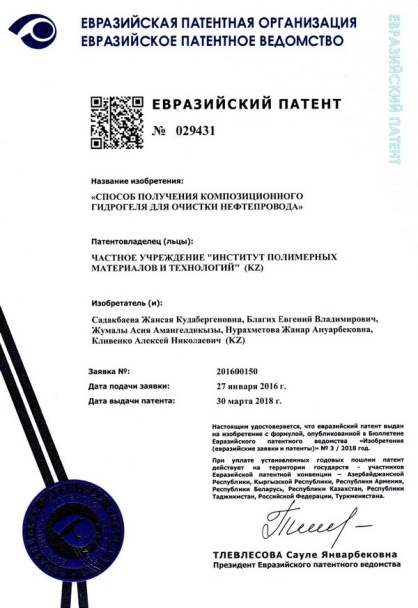 ЕВРАЗИЙСКАЯ ПАТЕНТНАЯ ОРГАНИЗАЦИЯ
ЕВРАЗИЙСКОЕ ПАТЕНТНОЕ ВЕДОМСТВО
ЕВРАЗИЙСКИЙ ПАТЕНТ
ЕВРАЗИЙСКИЙ ПАТЕНТ
№ 029431
Название изобретения:
«СПОСОБ ПОЛУЧЕНИЯ КОМПОЗИЦИОННОГО
ГИДРОГЕЛЯ ДЛЯ ОЧИСТКИ НЕФТЕПРОВОДА»
Патентовладелец (льцы):
ЧАСТНОЕ УЧРЕЖДЕНИЕ "ИНСТИТУТ ПОЛИМЕРНЫХ
МАТЕРИАЛОВ И ТЕХНОЛОГИЙ" (KZ)
Изобретатель (и):
Садакбаева Жансая Кудабергеновна, Благих Евгений Владимирович,
Жумалы Асия Амангелдикызы, Нурахметова Жанар Ануарбековна,
Кливенко Алексей Николаевич (KZ)
Заявка №: 201600150
Дата подачи заявки: 27 января 2016 г.
Дата выдачи патента: 30 марта 2018 г.
Настоящим удостоверяется, что евразийский патент выдан
на изобретение с формулой, опубликованной в Бюллетене
Евразийского патентного ведомства «Изобретения
(евразийские заявки и патенты)» № 3 / 2018 год.
При уплате установленных годовых пошлин патент
действует на территории государств - участников
Евразийской патентной конвенции – Азербайджанской
Республики, Кыргызской Республики, Республики Армения,
Республики Беларусь, Республики Казахстан, Республики
Таджикистан, Российской Федерации, Туркменистана.
ТЛЕВЛЕСОВА Сауле Январбековна
Президент Евразийского патентного ведомства